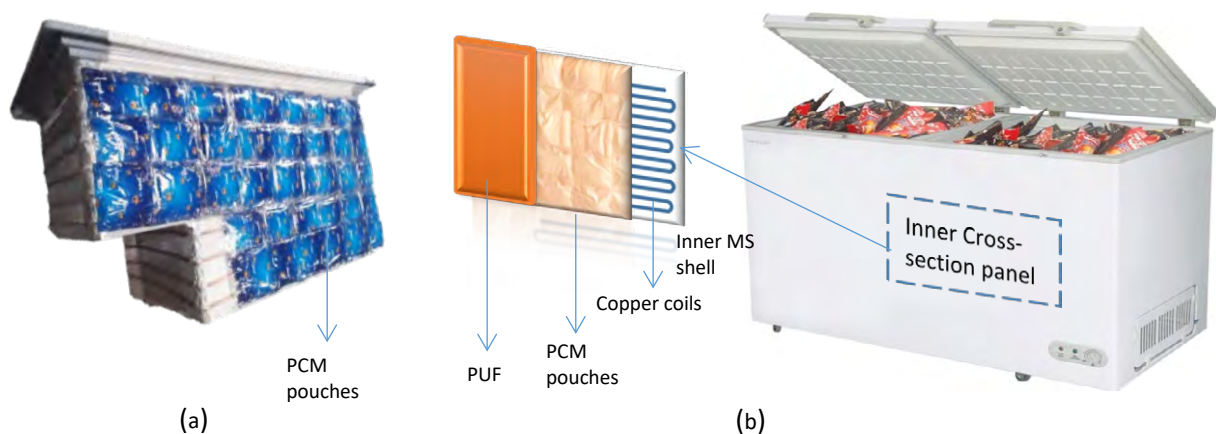 PCM
pouches
(a)
PUF
PCM
pouches
Copper coils
Inner MS
shell
Inner Cross-
section panel
(b)